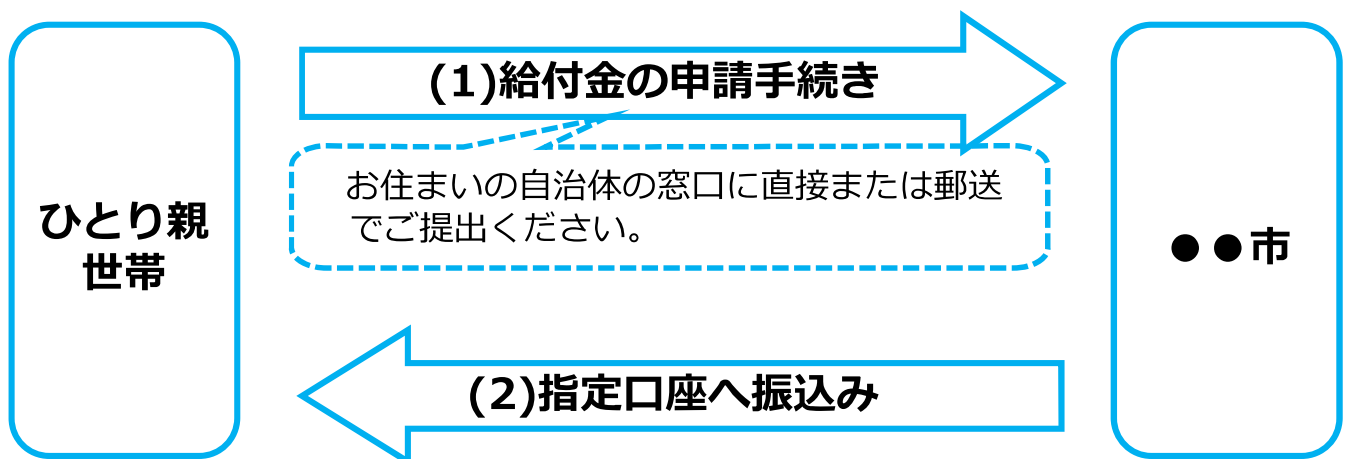 (1)給付金の申請手続き
お住まいの自治体の窓口に直接または郵送
でご提出ください。
ひとり親
世帯
●●市
(2)指定口座へ振込み